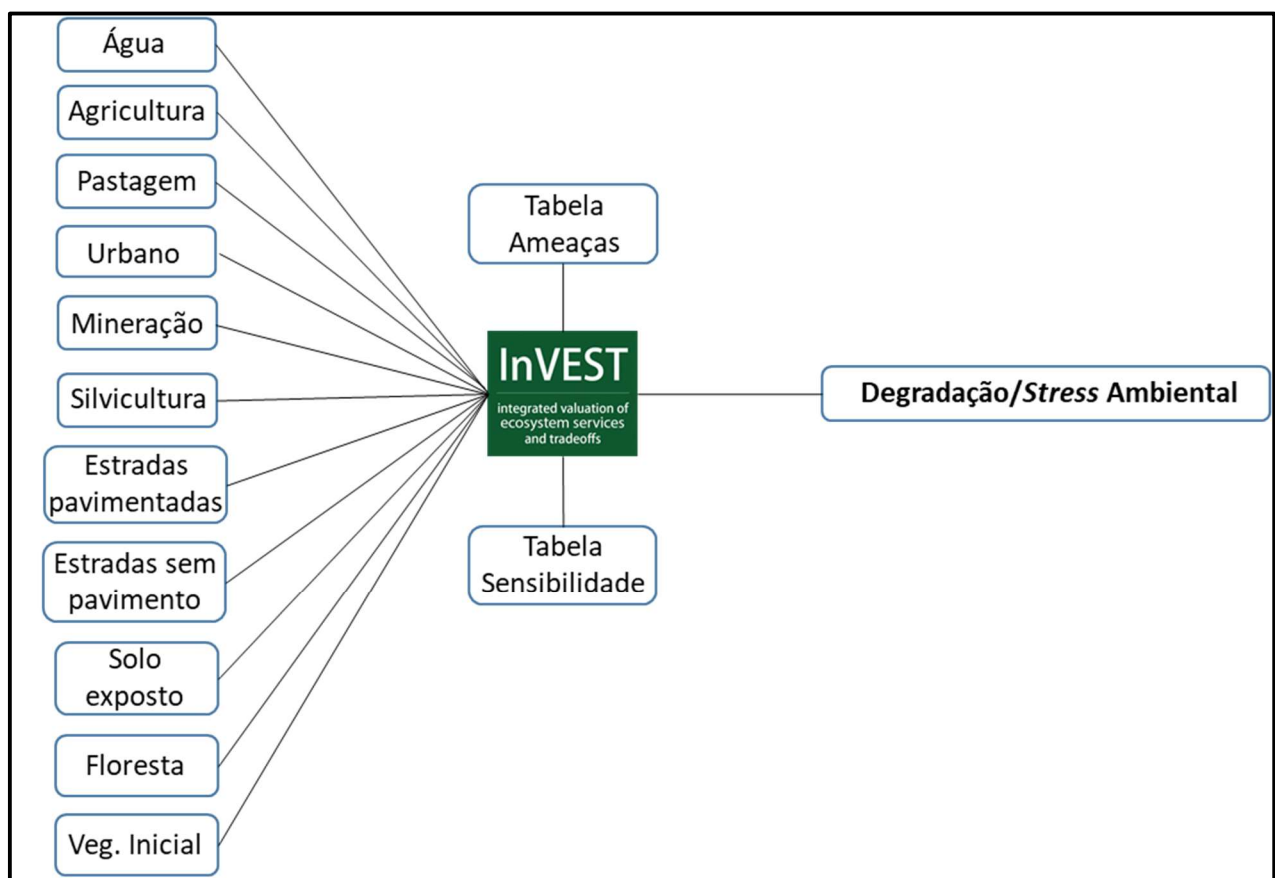 Água
Agricultura
Pastagem
Urbano
Mineração
Silvicultura
Estradas
pavimentadas
Estradas sem
pavimento
Solo
exposto
Floresta
Veg. Inicial
Tabela
Ameaças
InVEST
integrated valuation of
ecosystem services
and tradeoffs
Tabela
Sensibilidade
Degradação/Stress Ambiental